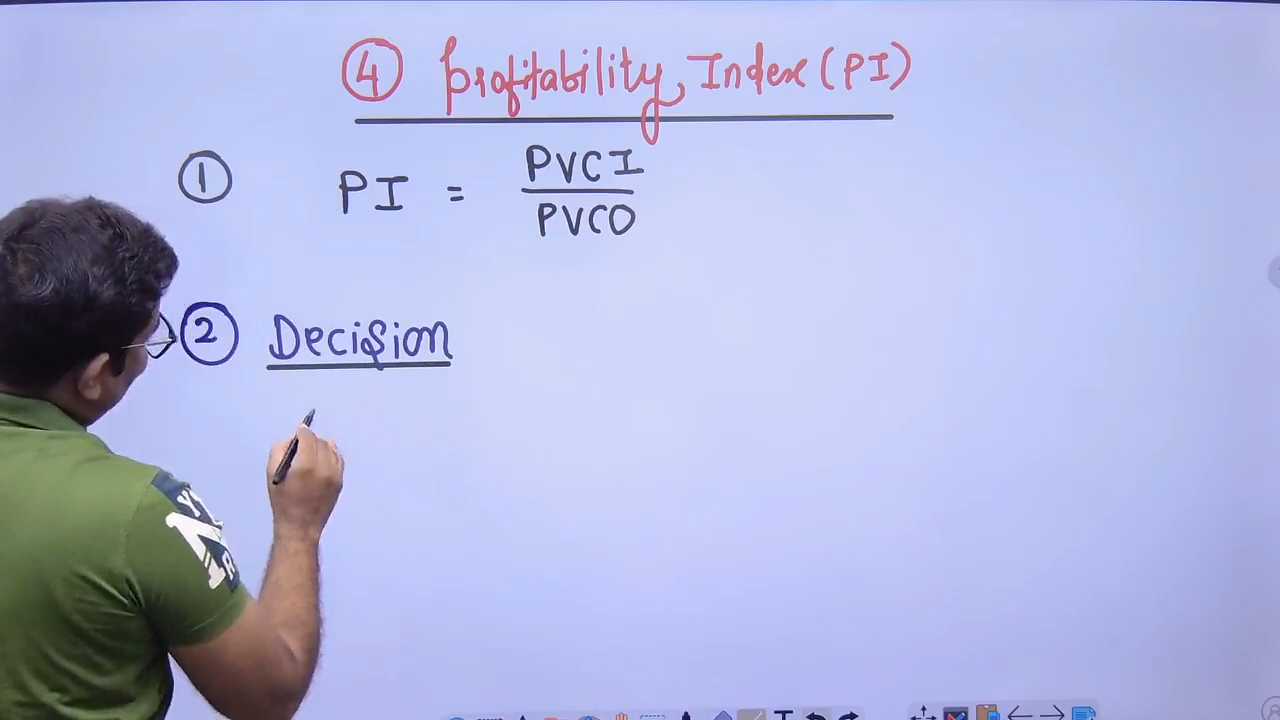 ④ Profitability Index (PI)
① PI = PVCI / PVCO
② Decision